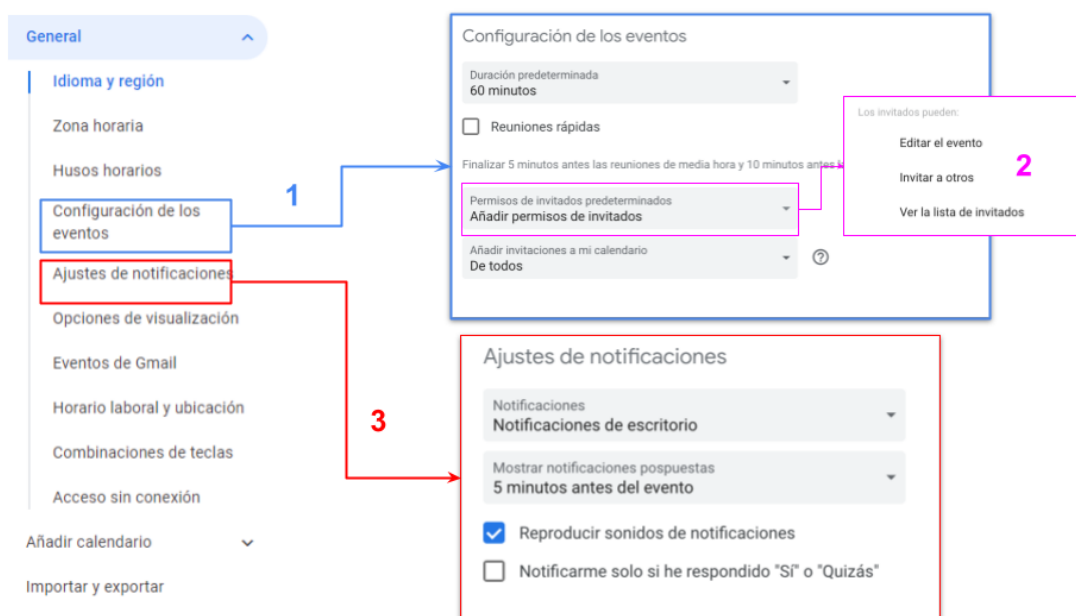 General
Idioma y región
Zona horaria
Husos horarios
Configuración de los
eventos
Ajustes de notificaciones
Opciones de visualización
Eventos de Gmail
Horario laboral y ubicación
Combinaciones de teclas
Acceso sin conexión
Añadir calendario
Importar y exportar
1
Configuración de los eventos
Duración predeterminada
60 minutos
Reuniones rápidas
Finalizar 5 minutos antes las reuniones de media hora y 10 minutos antes
Permisos de invitados predeterminados
Añadir permisos de invitados
Añadir invitaciones a mi calendario
De todos
Los invitados pueden:
Editar el evento
Invitar a otros
Ver la lista de invitados
2
3
Ajustes de notificaciones
Notificaciones
Notificaciones de escritorio
Mostrar notificaciones pospuestas
5 minutos antes del evento
Reproducir sonidos de notificaciones
Notificarme solo si he respondido "Sí" o "Quizás"